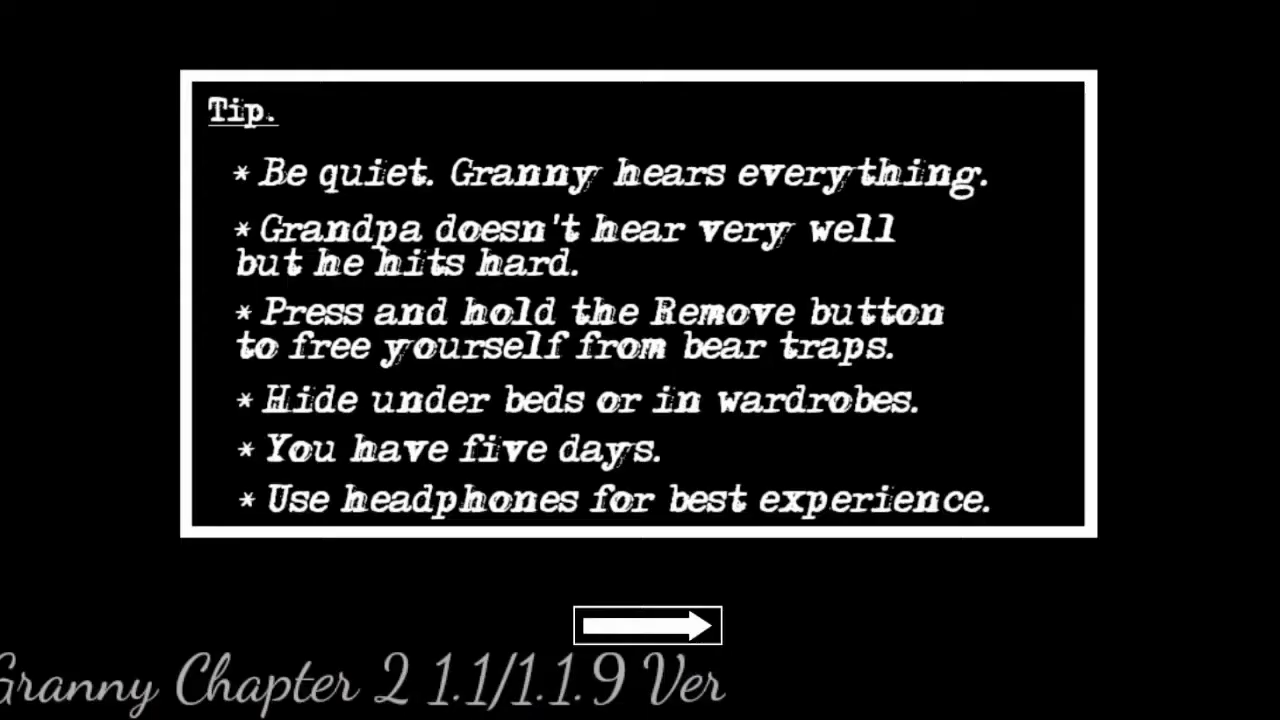 Tip.
* Be quiet. Granny hears everything.
* Grandpa doesn't hear very well
but he hits hard.
* Press and hold the Remove button
to free yourself from bear traps.
* Hide under beds or in wardrobes.
* You have five days.
* Use headphones for best experience.
Granny Chapter 2 1.1/1.1.9 Ver